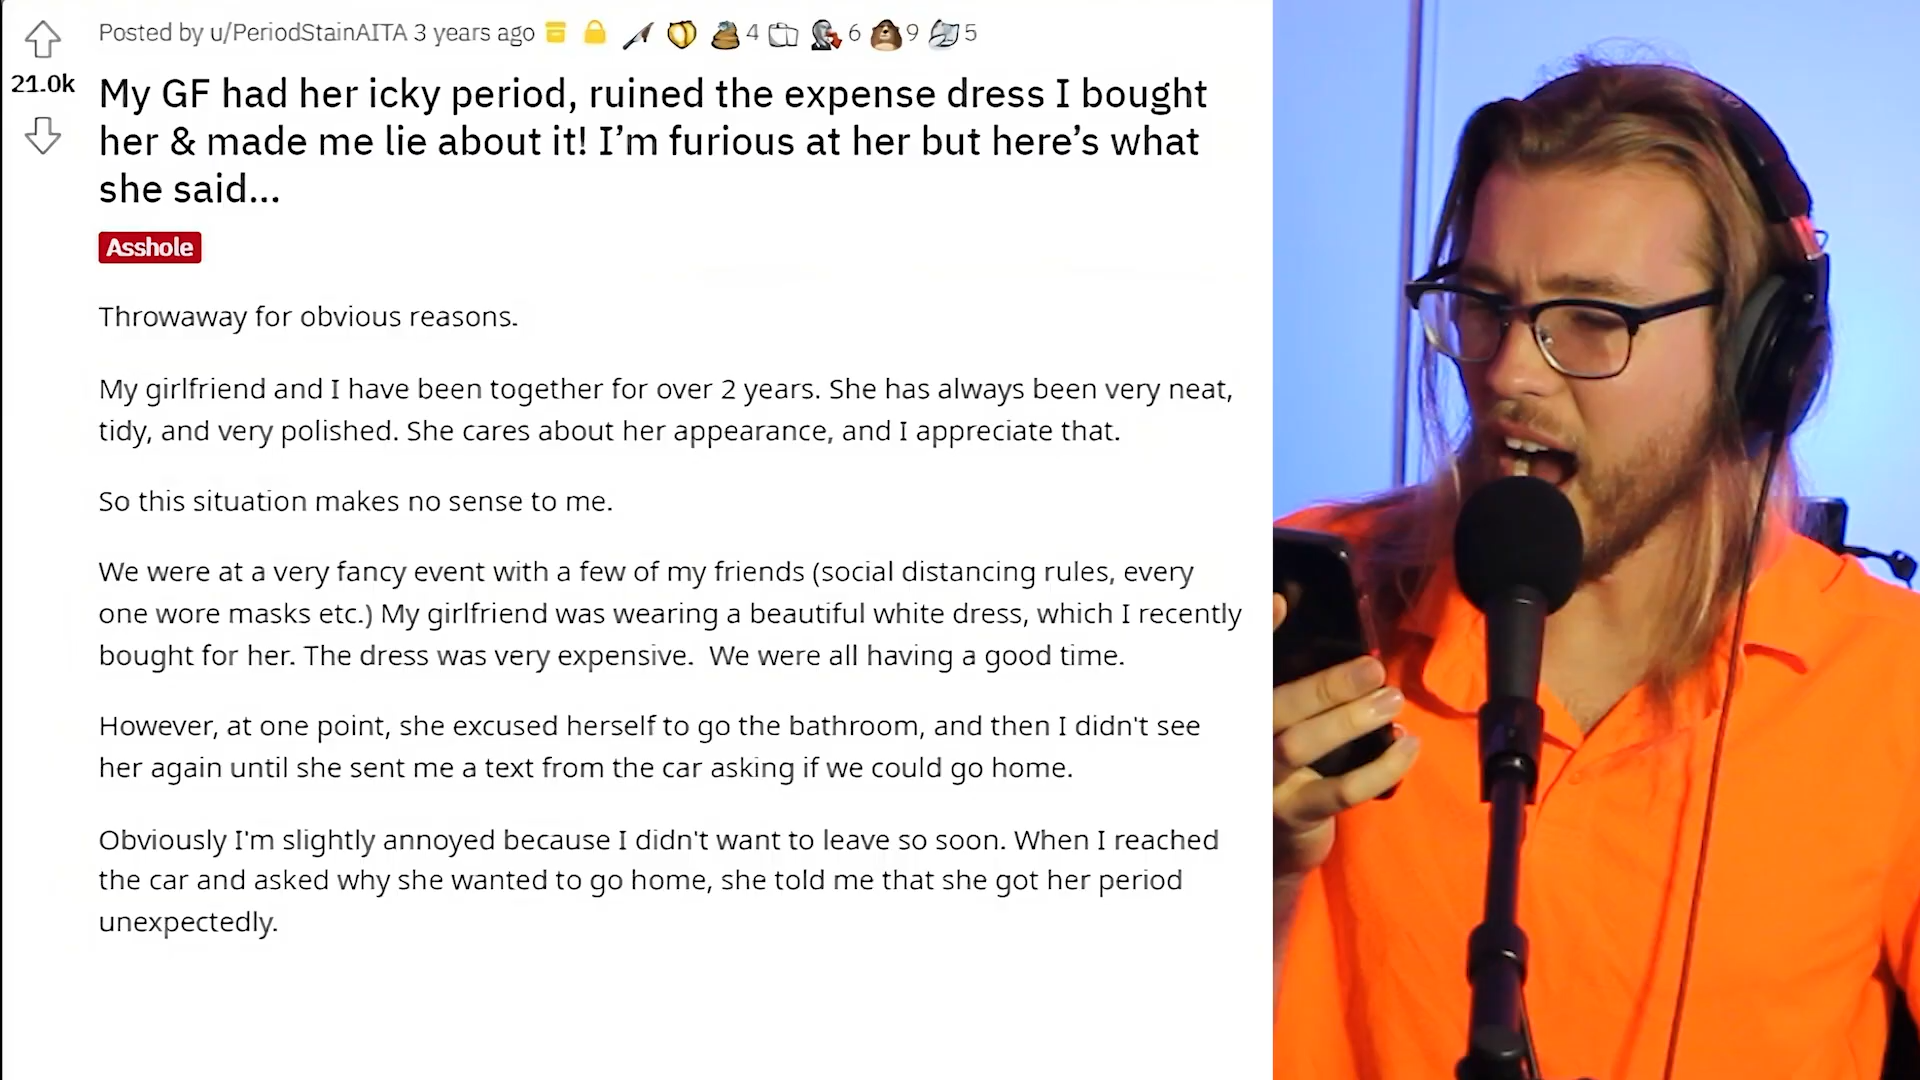 Posted by u/PeriodStainAITA 3 years ago 4 6 9 5
21.0k
My GF had her icky period, ruined the expense dress I bought
her & made me lie about it! I’m furious at her but here’s what
she said...
Asshole
Throwaway for obvious reasons.
My girlfriend and I have been together for over 2 years. She has always been very neat,
tidy, and very polished. She cares about her appearance, and I appreciate that.
So this situation makes no sense to me.
We were at a very fancy event with a few of my friends (social distancing rules, every
one wore masks etc.) My girlfriend was wearing a beautiful white dress, which I recently
bought for her. The dress was very expensive. We were all having a good time.
However, at one point, she excused herself to go the bathroom, and then I didn't see
her again until she sent me a text from the car asking if we could go home.
Obviously I'm slightly annoyed because I didn't want to leave so soon. When I reached
the car and asked why she wanted to go home, she told me that she got her period
unexpectedly.